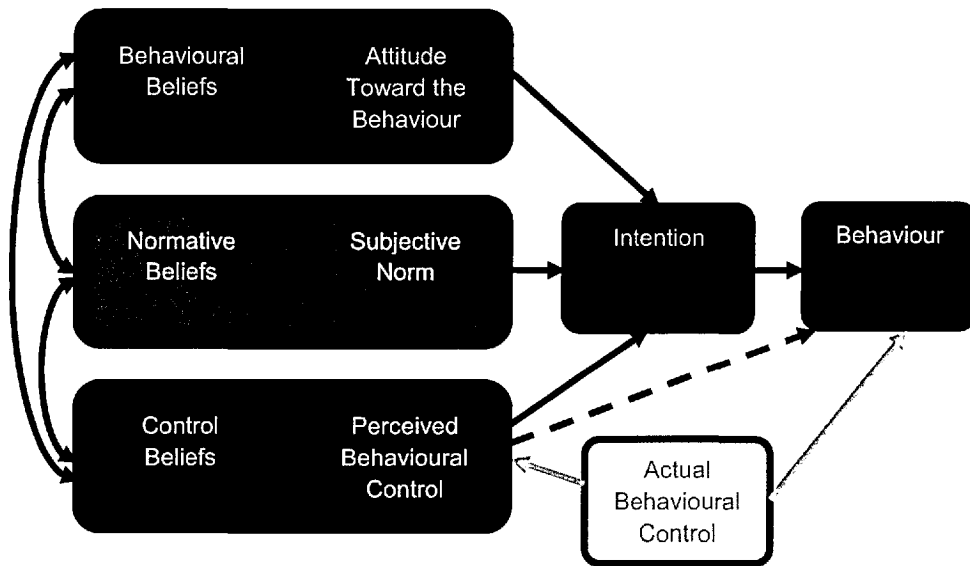 Behavioural
Beliefs
Attitude
Toward the
Behaviour
Normative
Beliefs
Subjective
Norm
Intention
Behaviour
Control
Beliefs
Perceived
Behavioural
Control
Actual
Behavioural
Control